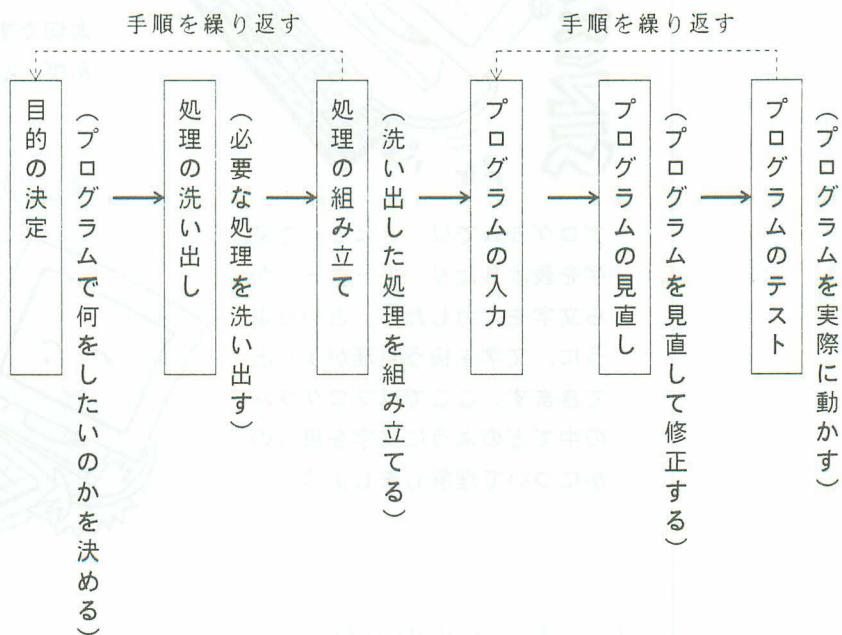 手順を繰り返す
手順を繰り返す
目的の決定
（プログラムで何をしたいのかを決める）
処理の洗い出し
（必要な処理を洗い出す）
処理の組み立て
（洗い出した処理を組み立てる）
プログラムの入力
プログラムの見直し
（プログラムを見直して修正する）
プログラムのテスト
（プログラムを実際に動かす）